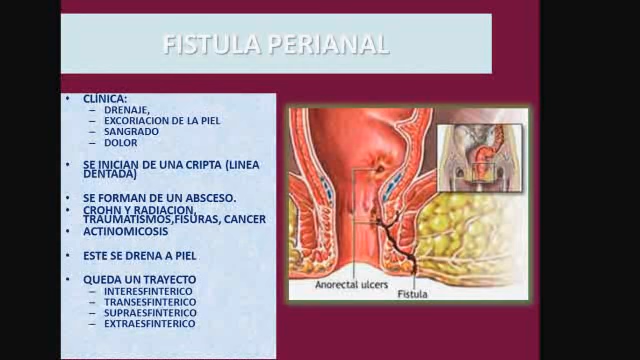 FISTULA PERIANAL
• CLÍNICA:
– DRENAJE,
– EXCORIACION DE LA PIEL
– SANGRADO
– DOLOR
• SE INICIAN DE UNA CRIPTA (LINEA
DENTADA)
• SE FORMAN DE UN ABSCESO.
• CROHN Y RADIACION,
TRAUMATISMOS,FISURAS, CANCER
• ACTINOMICOSIS
• ESTE SE DRENA A PIEL
• QUEDA UN TRAYECTO
– INTERESFINTERICO
– TRANSESFINTERICO
– SUPRAESFINTERICO
– EXTRAESFINTERICO
Anorectal ulcers
Fistula